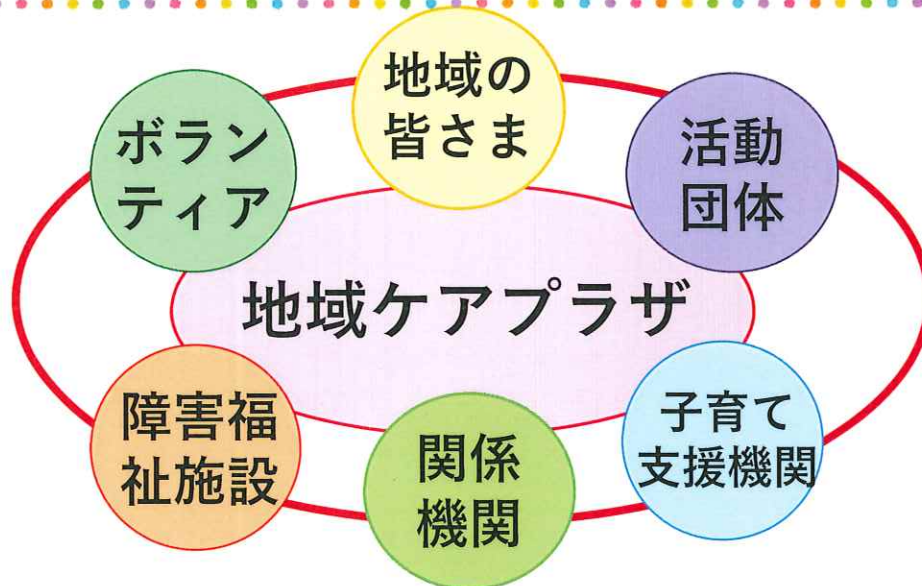 地域の
皆さま
ボラン
ティア
活動
団体
地域ケアプラザ
障害福
祉施設
関係
機関
子育て
支援機関